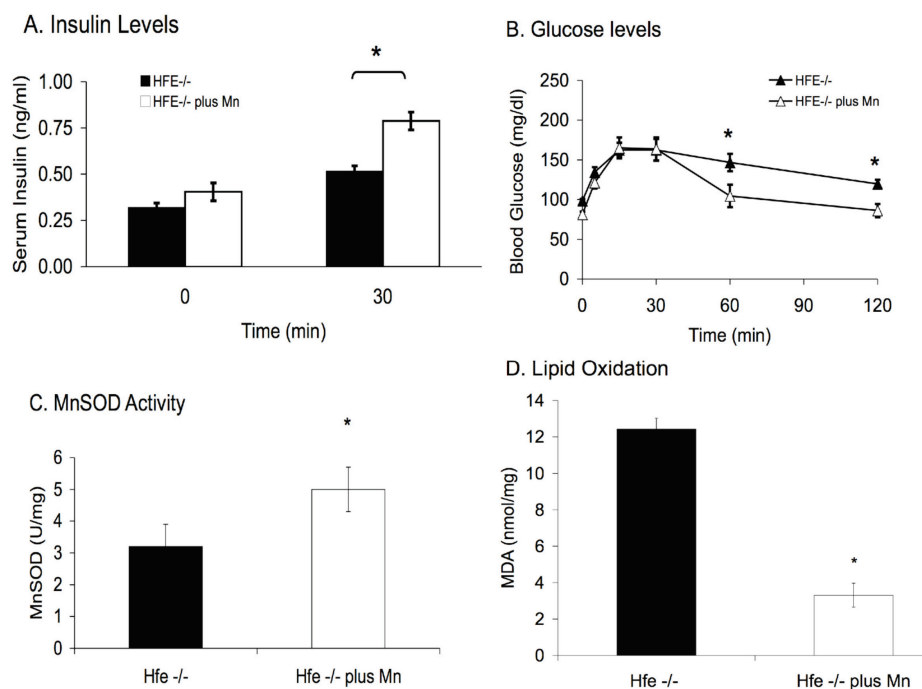 A. Insulin Levels
*
HFE-/-
HFE-/- plus Mn
Serum Insulin (ng/ml)
1.00
0.75
0.50
0.25
0.00
0
30
Time (min)
B. Glucose levels
HFE-/-
HFE-/- plus Mn
Blood Glucose (mg/dl)
250
200
150
100
50
0
*
*
0
30
60
90
120
Time (min)
C. MnSOD Activity
*
MnSOD (U/mg)
6
5
4
3
2
1
0
Hfe -/-
Hfe -/- plus Mn
D. Lipid Oxidation
MDA (nmol/mg)
14
12
10
8
6
4
2
0
*
Hfe -/-
Hfe -/- plus Mn